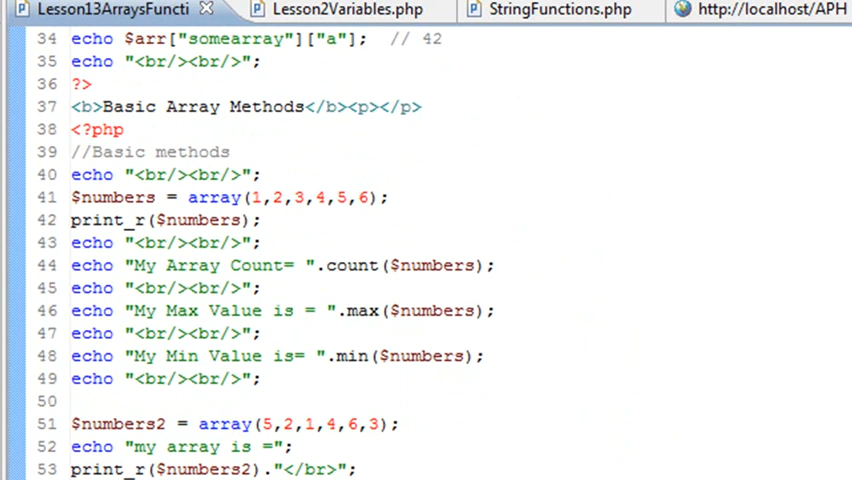 Lesson13ArraysFuncti Lesson2Variables.php StringFunctions.php http://localhost/APH
34 echo $arr["somearray"]["a"]; // 42
35 echo "<br/><br/>";
36 ?>
37 <b>Basic Array Methods</b><p></p>
38 <?php
39 //Basic methods
40 echo "<br/><br/>";
41 $numbers = array(1,2,3,4,5,6);
42 print_r($numbers);
43 echo "<br/><br/>";
44 echo "My Array Count= ".count($numbers);
45 echo "<br/><br/>";
46 echo "My Max Value is = ".max($numbers);
47 echo "<br/><br/>";
48 echo "My Min Value is= ".min($numbers);
49 echo "<br/><br/>";
50
51 $numbers2 = array(5,2,1,4,6,3);
52 echo "my array is =";
53 print_r($numbers2)."</br>";